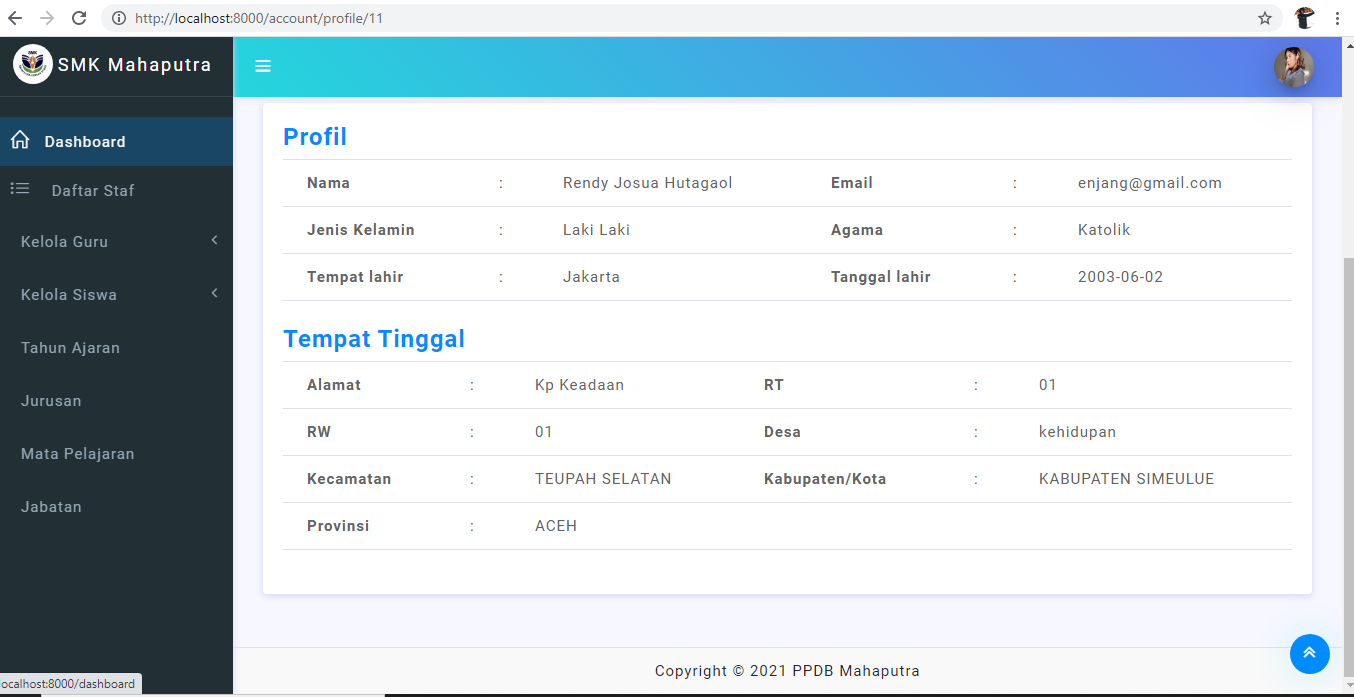 http://localhost:8000/account/profile/11
SMK Mahaputra
Dashboard
Daftar Staf
Kelola Guru
Kelola Siswa
Tahun Ajaran
Jurusan
Mata Pelajaran
Jabatan
Profil
Nama : Rendy Josua Hutagaol Email : enjang@gmail.com
Jenis Kelamin : Laki Laki Agama : Katolik
Tempat lahir : Jakarta Tanggal lahir : 2003-06-02
Tempat Tinggal
Alamat : Kp Keadaan RT : 01
RW : 01 Desa : kehidupan
Kecamatan : TEUPAH SELATAN Kabupaten/Kota : KABUPATEN SIMEULUE
Provinsi : ACEH
Copyright © 2021 PPDB Mahaputra
ocalhost:8000/dashboard